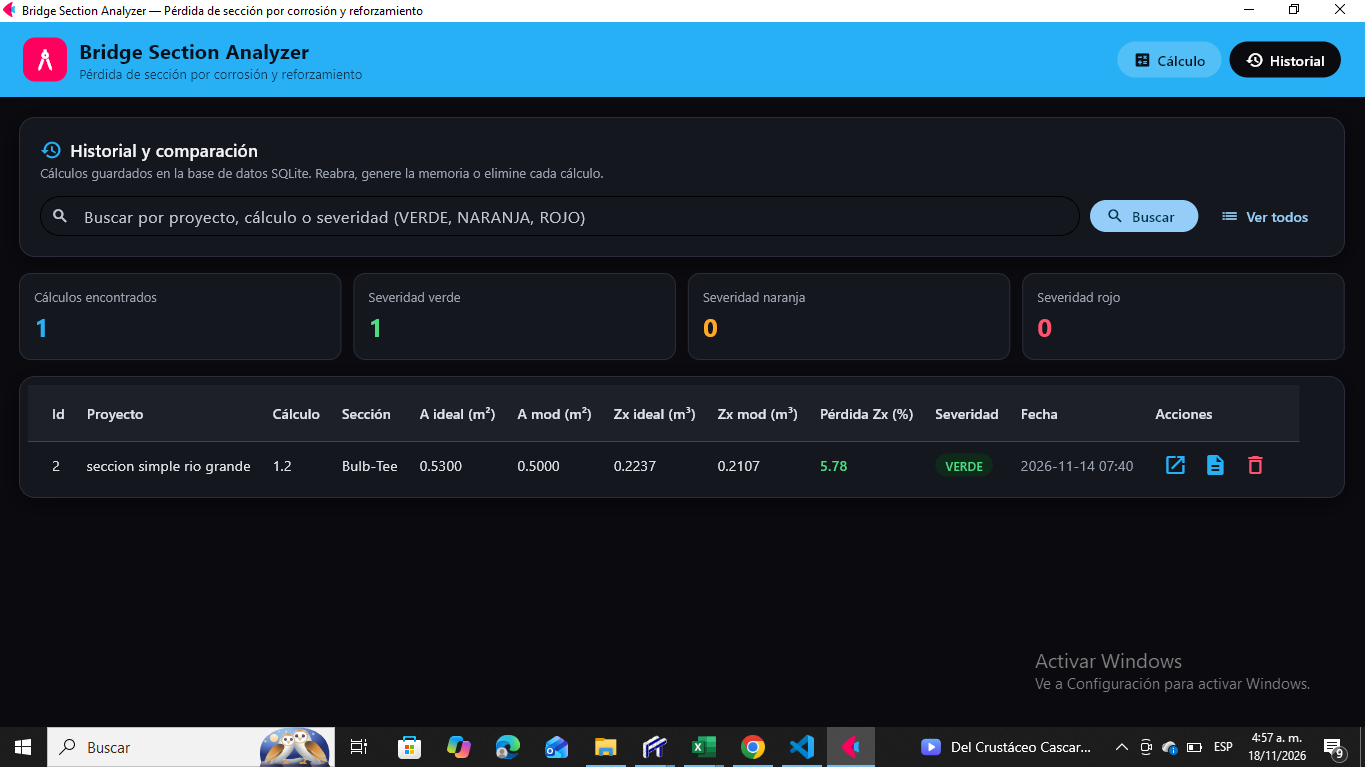 Bridge Section Analyzer — Pérdida de sección por corrosión y reforzamiento
Bridge Section Analyzer
Pérdida de sección por corrosión y reforzamiento
Cálculo
Historial
Historial y comparación
Cálculos guardados en la base de datos SQLite. Reabra, genere la memoria o elimine cada cálculo.
Buscar por proyecto, cálculo o severidad (VERDE, NARANJA, ROJO)
Buscar
Ver todos
Cálculos encontrados
1
Severidad verde
1
Severidad naranja
0
Severidad rojo
0
Id Proyecto Cálculo Sección A ideal (m²) A mod (m²) Zx ideal (m³) Zx mod (m³) Pérdida Zx (%) Severidad Fecha Acciones
2 seccion simple rio grande 1.2 Bulb-Tee 0.5300 0.5000 0.2237 0.2107 5.78 VERDE 2026-11-14 07:40
Activar Windows
Ve a Configuración para activar Windows.
Buscar
Del Crustáceo Cascar...
ESP
4:57 a. m.
18/11/2026
9